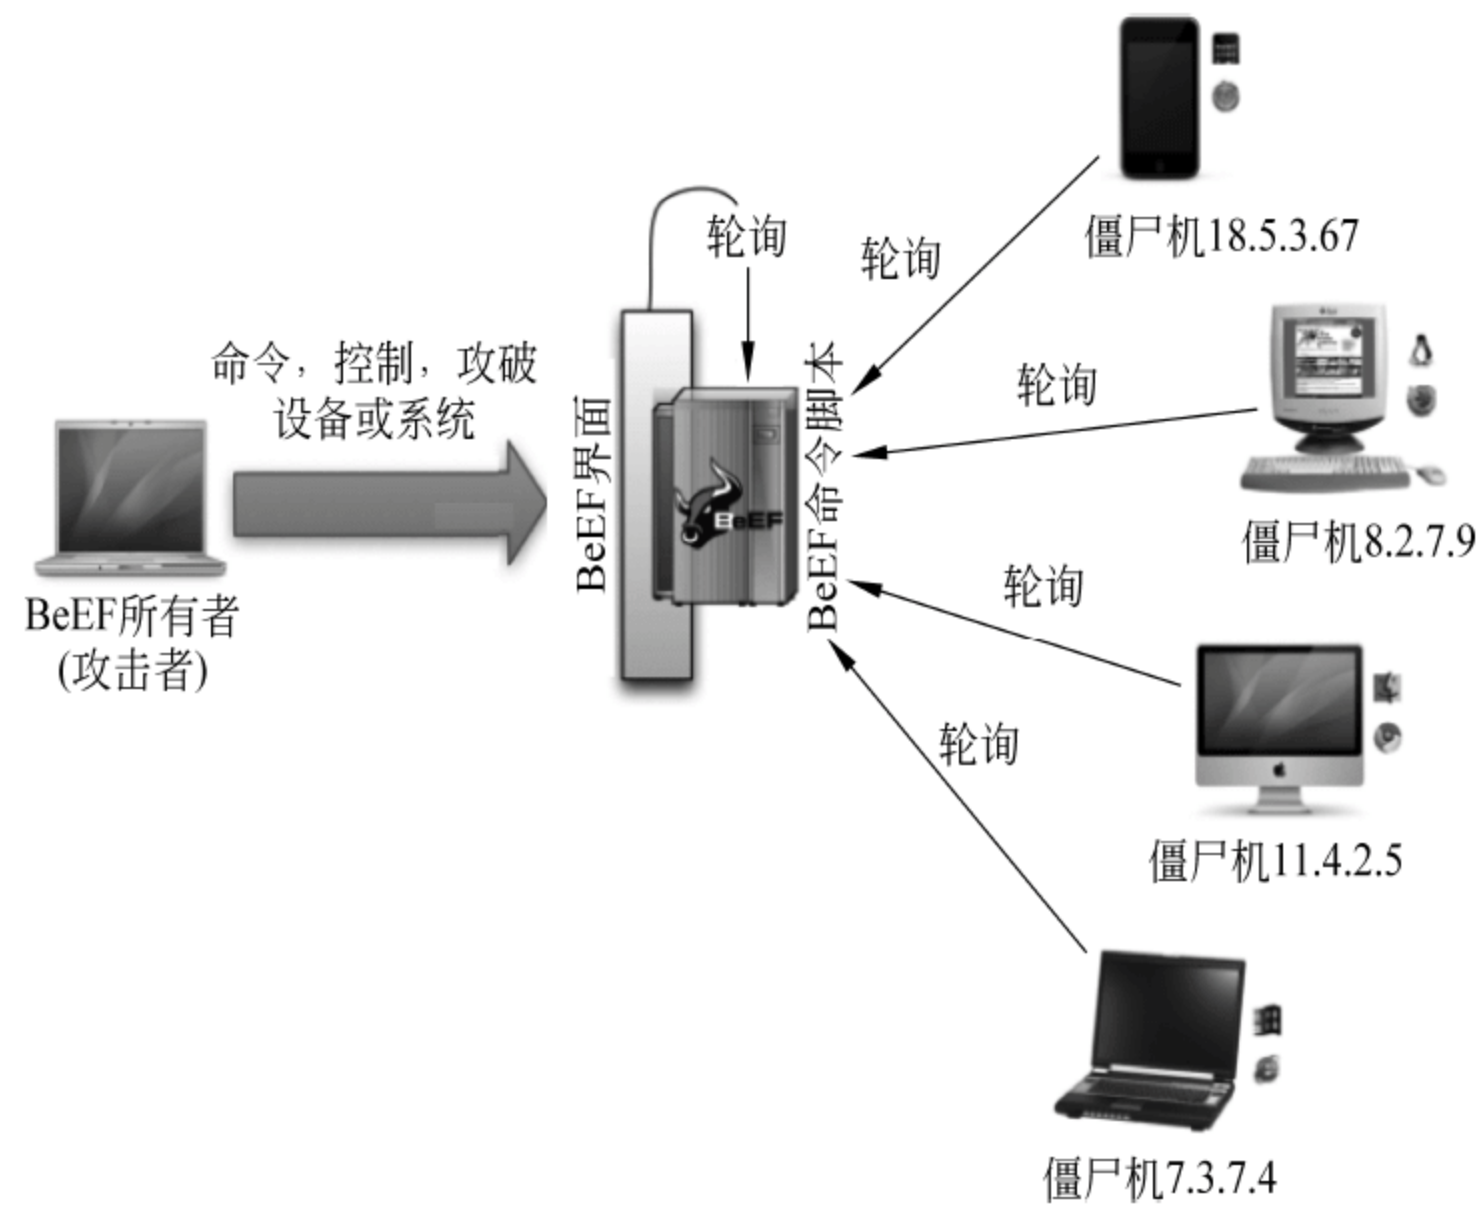 命令，控制，攻破
设备或系统
BeEF所有者
(攻击者)
BeEF界面
轮询
BeEF
BeEF命令脚本
轮询
僵尸机18.5.3.67
轮询
僵尸机8.2.7.9
轮询
僵尸机11.4.2.5
轮询
僵尸机7.3.7.4